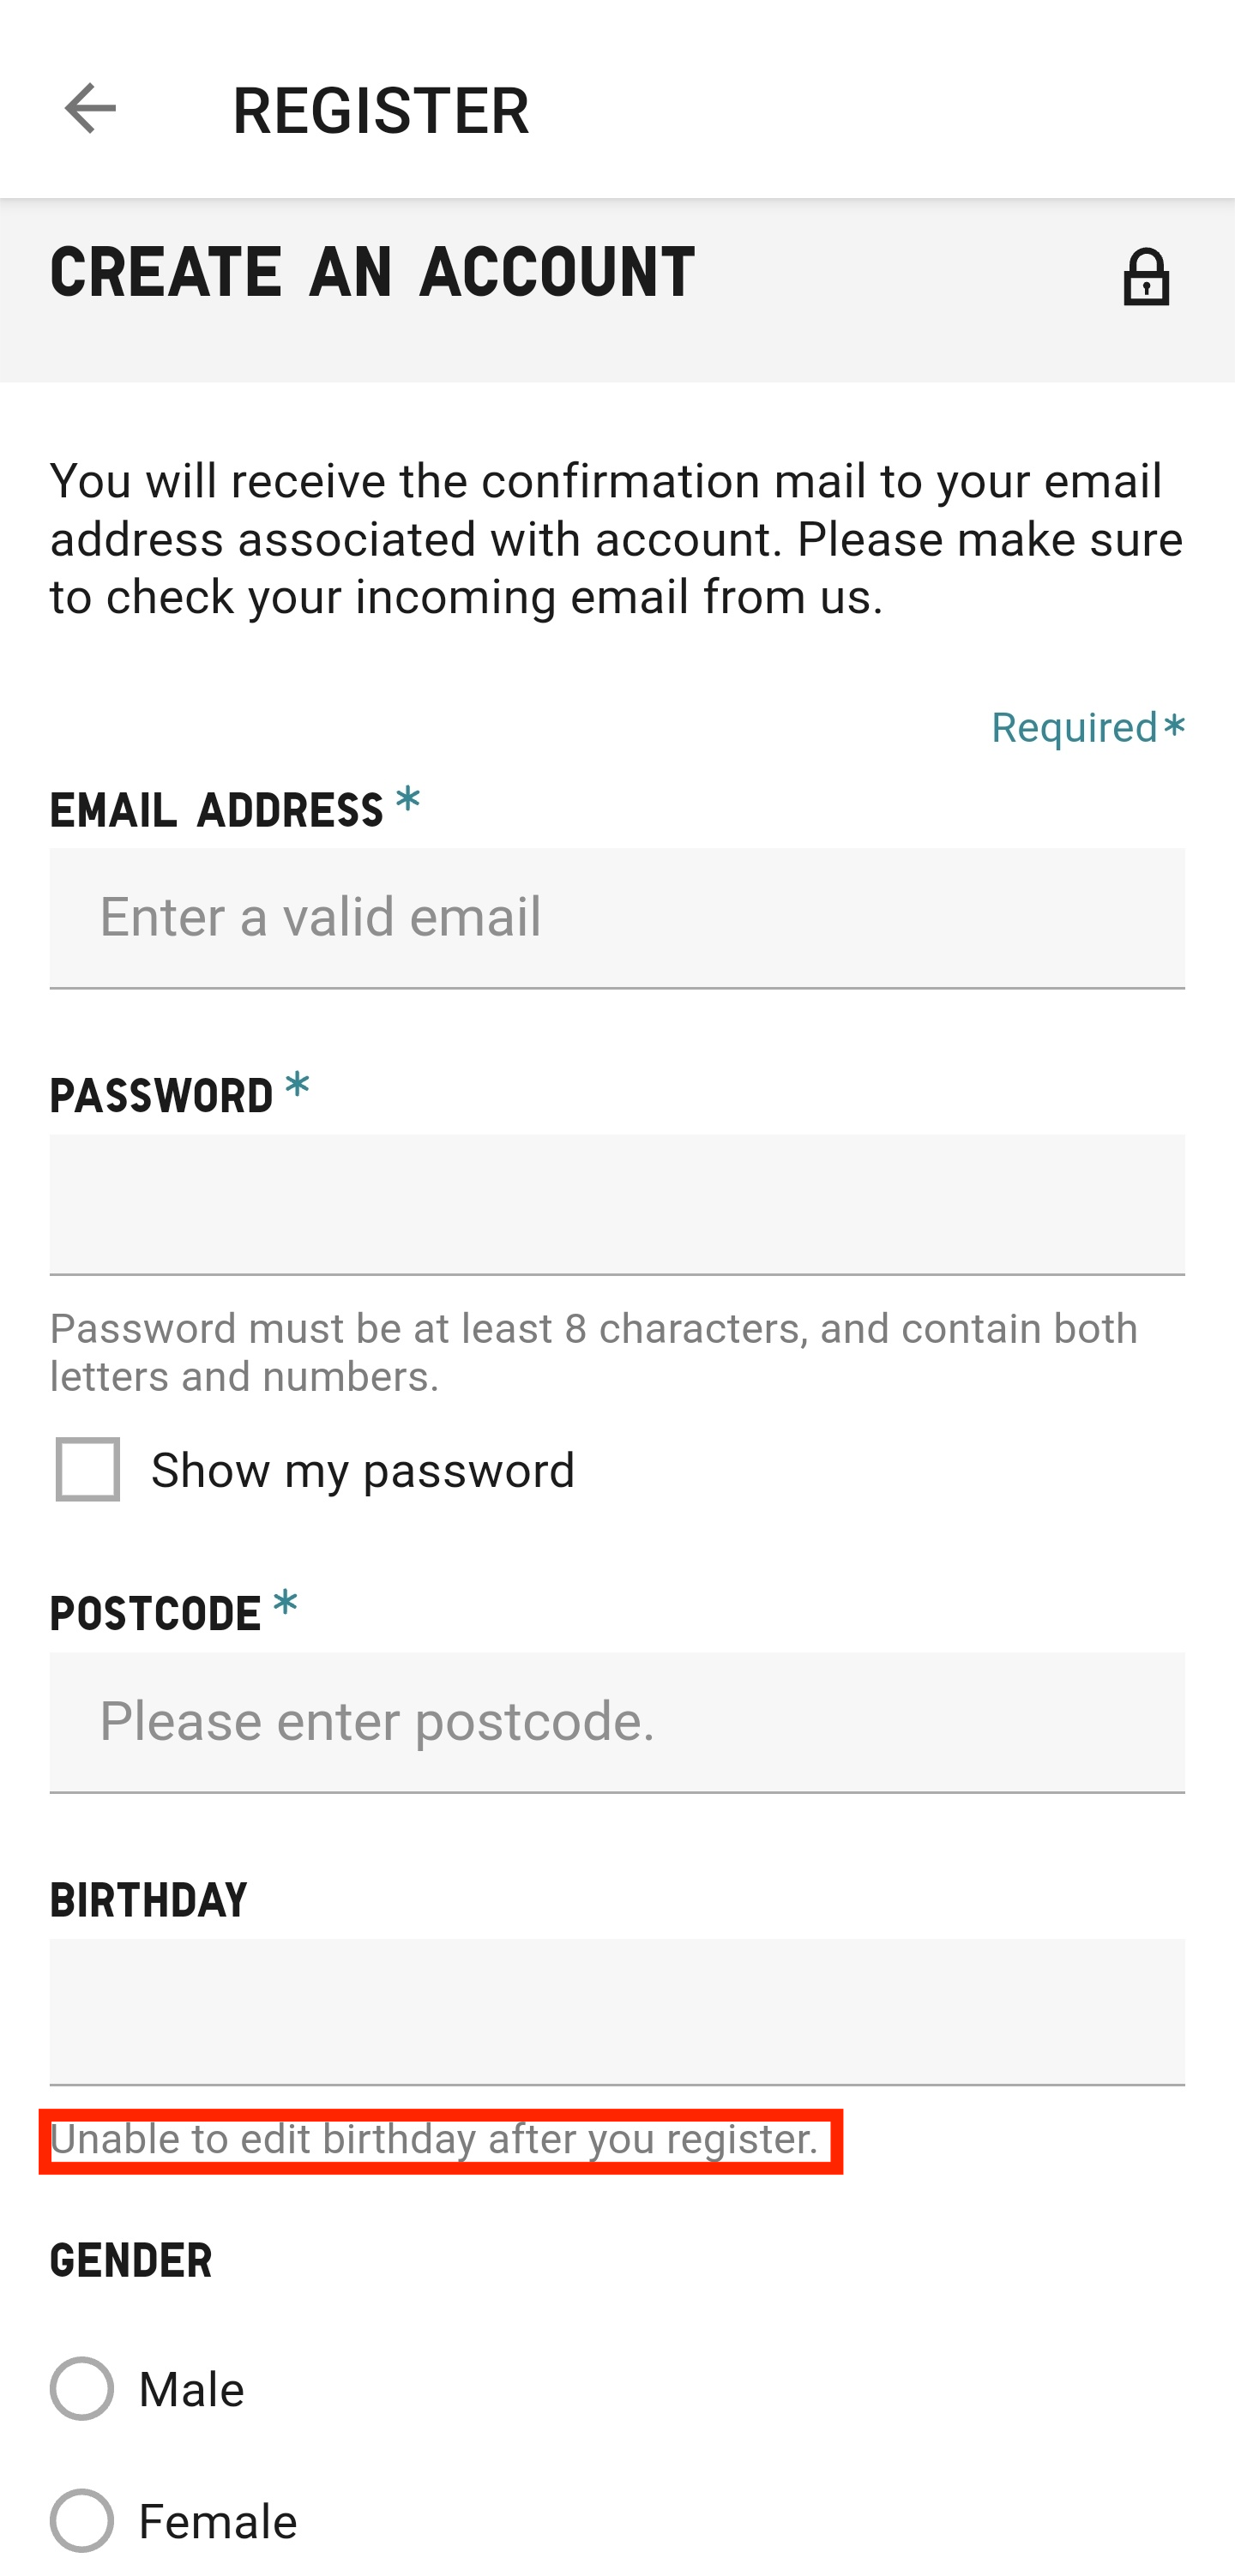 REGISTER
CREATE AN ACCOUNT
You will receive the confirmation mail to your email
address associated with account. Please make sure
to check your incoming email from us.
Required*
EMAIL ADDRESS *
Enter a valid email
PASSWORD *
Password must be at least 8 characters, and contain both
letters and numbers.
Show my password
POSTCODE *
Please enter postcode.
BIRTHDAY
Unable to edit birthday after you register.
GENDER
Male
Female